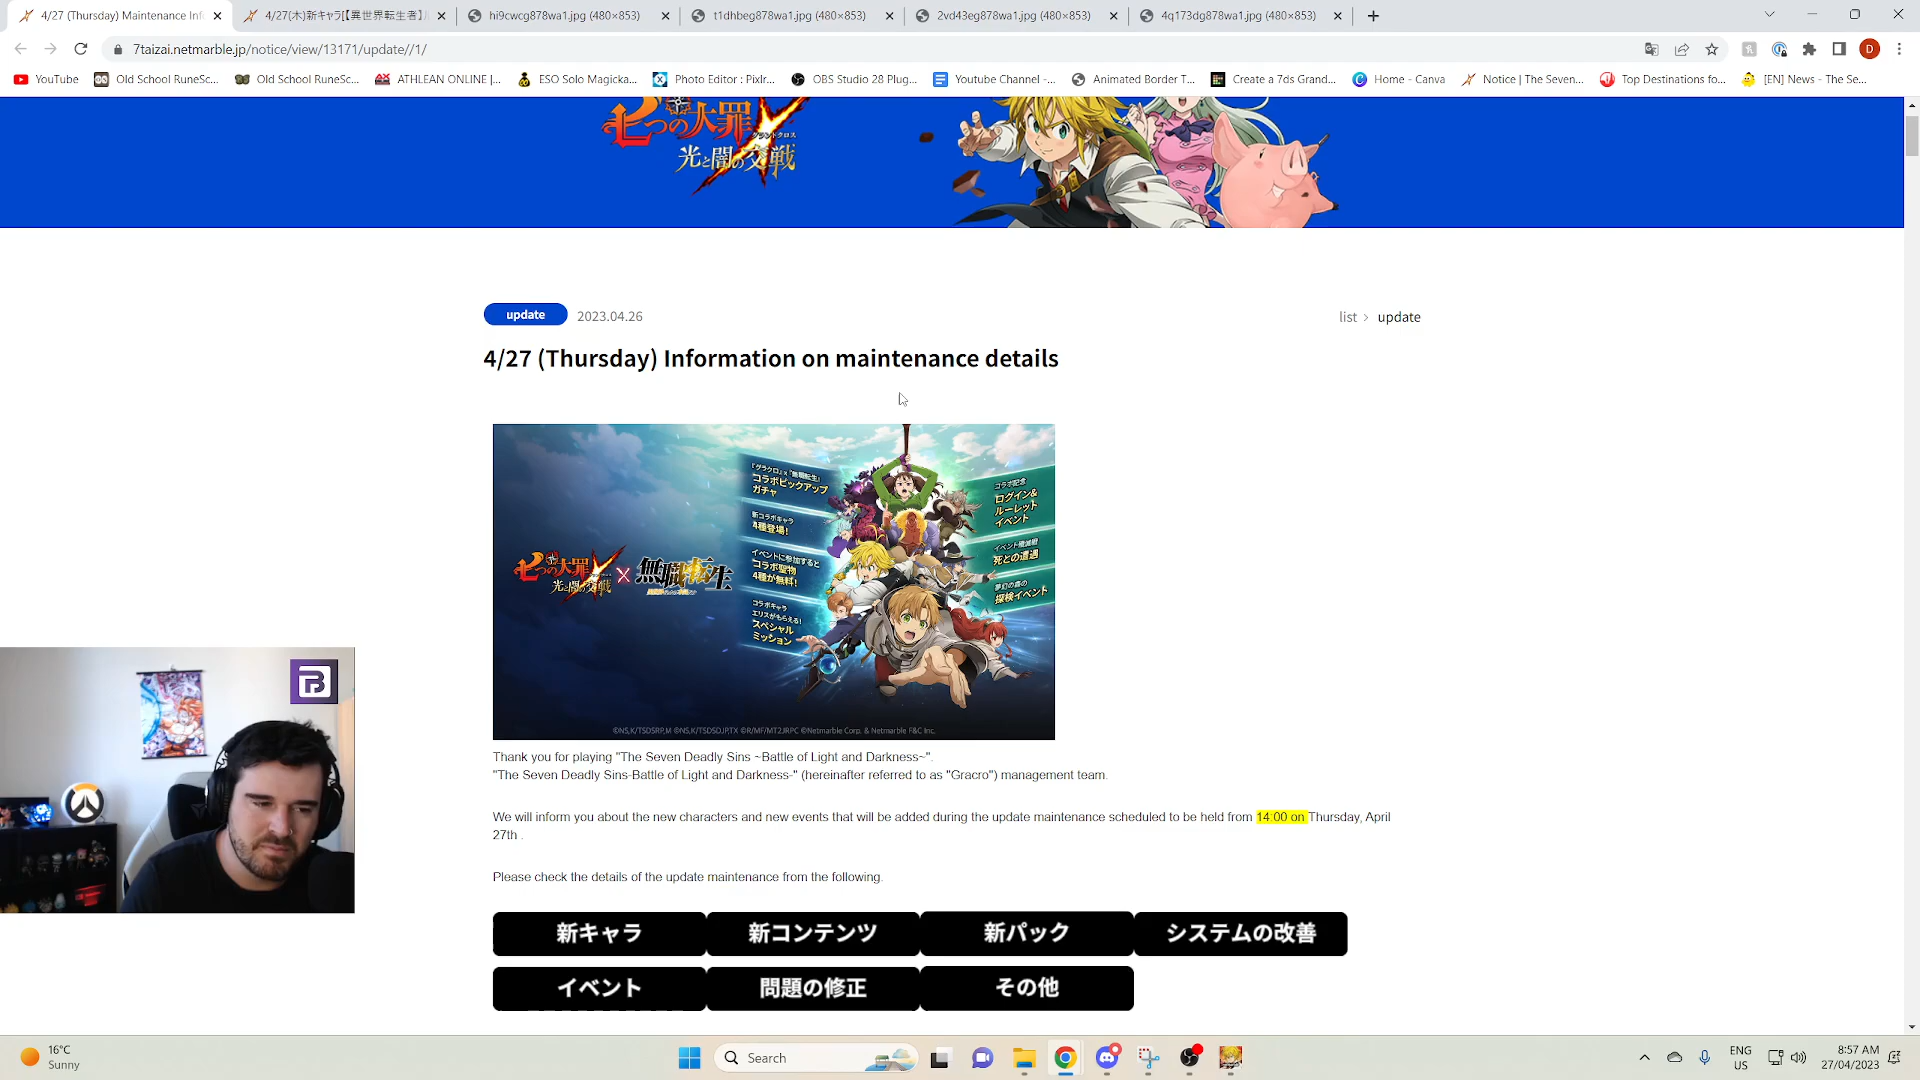 4/27 (Thursday) Maintenance Inf
4/27(木)新キャラ[【異世界転生者】ル
hi9cwcg878wa1.jpg (480×853)
t1dhbeg878wa1.jpg (480×853)
2vd43eg878wa1.jpg (480×853)
4q173dg878wa1.jpg (480×853)
7taizai.netmarble.jp/notice/view/13171/update//1/
D
YouTube
Old School RuneSc...
Old School RuneSc...
ATHLEAN ONLINE |...
ESO Solo Magicka...
Photo Editor : Pixlr...
OBS Studio 28 Plug...
Youtube Channel -...
Animated Border T...
Create a 7ds Grand...
Home - Canva
Notice | The Seven...
Top Destinations fo...
[EN] News - The Se...
七つの大罪
グランドクロス
光と闇の交戦
update
2023.04.26
list > update
4/27 (Thursday) Information on maintenance details
『グラクロ』×『無職転生』
コラボピックアップ
ガチャ
新コラボキャラ
4種登場!
イベントに参加すると
コラボ聖物
4種が無料!
コラボキャラ
エリスがもらえる!
スペシャル
ミッション
コラボ記念
ログイン&
ルーレット
イベント
イベント殲滅戦
死との遭遇
夢幻の森の
探検イベント
七つの大罪
光と闇の交戦
X
無職転生
©NS,K/TSDSRP,M ©NS,K/TSDSDJP,TX ©R/MF/MT2JRPC ©Netmarble Corp. & Netmarble F&C Inc.
Thank you for playing "The Seven Deadly Sins ~Battle of Light and Darkness~".
"The Seven Deadly Sins-Battle of Light and Darkness-" (hereinafter referred to as "Gracro") management team.
We will inform you about the new characters and new events that will be added during the update maintenance scheduled to be held from 14:00 on Thursday, April
27th .
Please check the details of the update maintenance from the following.
新キャラ
新コンテンツ
新パック
システムの改善
イベント
問題の修正
その他
16°C
Sunny
Search
ENG
US
8:57 AM
27/04/2023